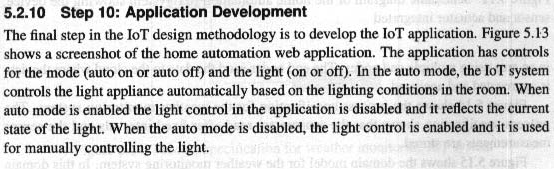 5.2.10 Step 10: Application Development
The final step in the IoT design methodology is to develop the IoT application. Figure 5.13
shows a screenshot of the home automation web application. The application has controls
for the mode (auto on or auto off) and the light (on or off). In the auto mode, the IoT system
controls the light appliance automatically based on the lighting conditions in the room. When
auto mode is enabled the light control in the application is disabled and it reflects the current
state of the light. When the auto mode is disabled, the light control is enabled and it is used
for manually controlling the light.